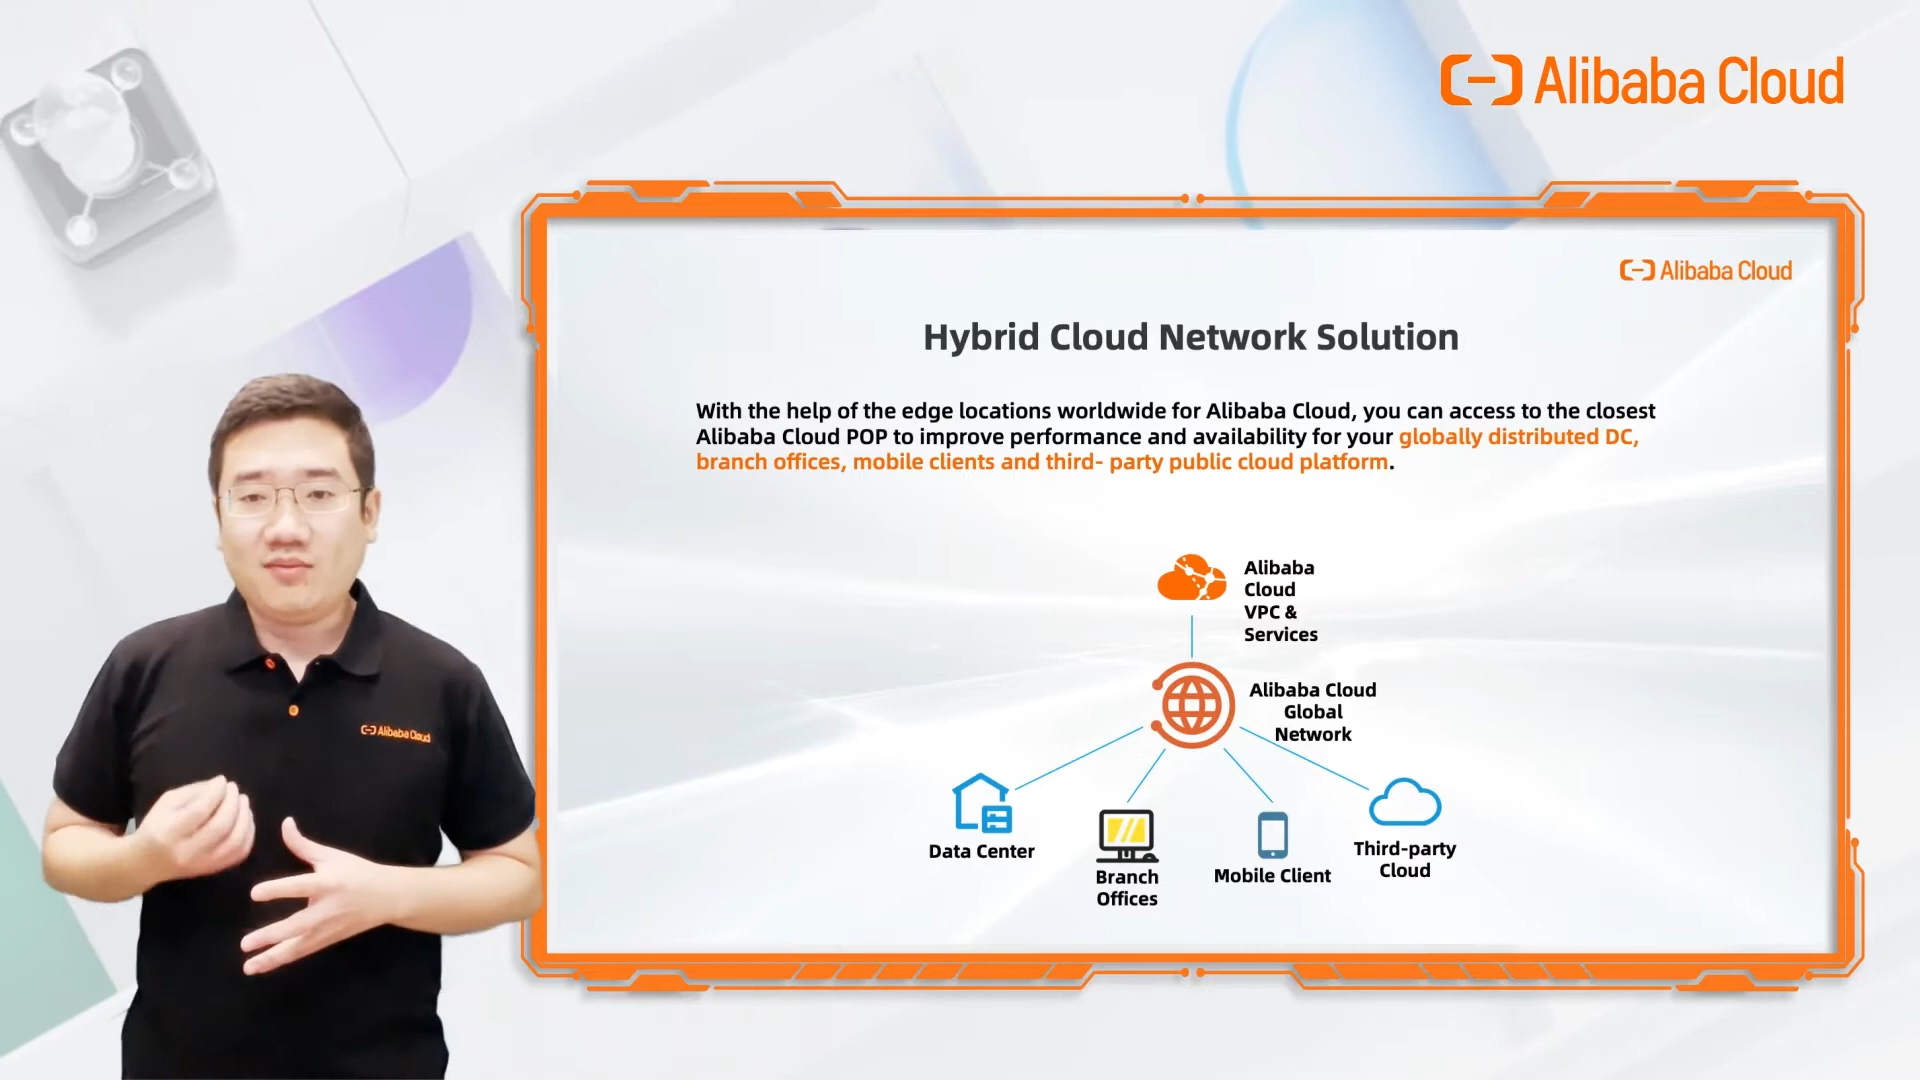 Alibaba Cloud
Alibaba Cloud
Hybrid Cloud Network Solution
With the help of the edge locations worldwide for Alibaba Cloud, you can access to the closest
Alibaba Cloud POP to improve performance and availability for your globally distributed DC,
branch offices, mobile clients and third- party public cloud platform.
Alibaba
Cloud
VPC &
Services
Alibaba Cloud
Global
Network
Data Center
Branch
Offices
Mobile Client
Third-party
Cloud
Alibaba Cloud